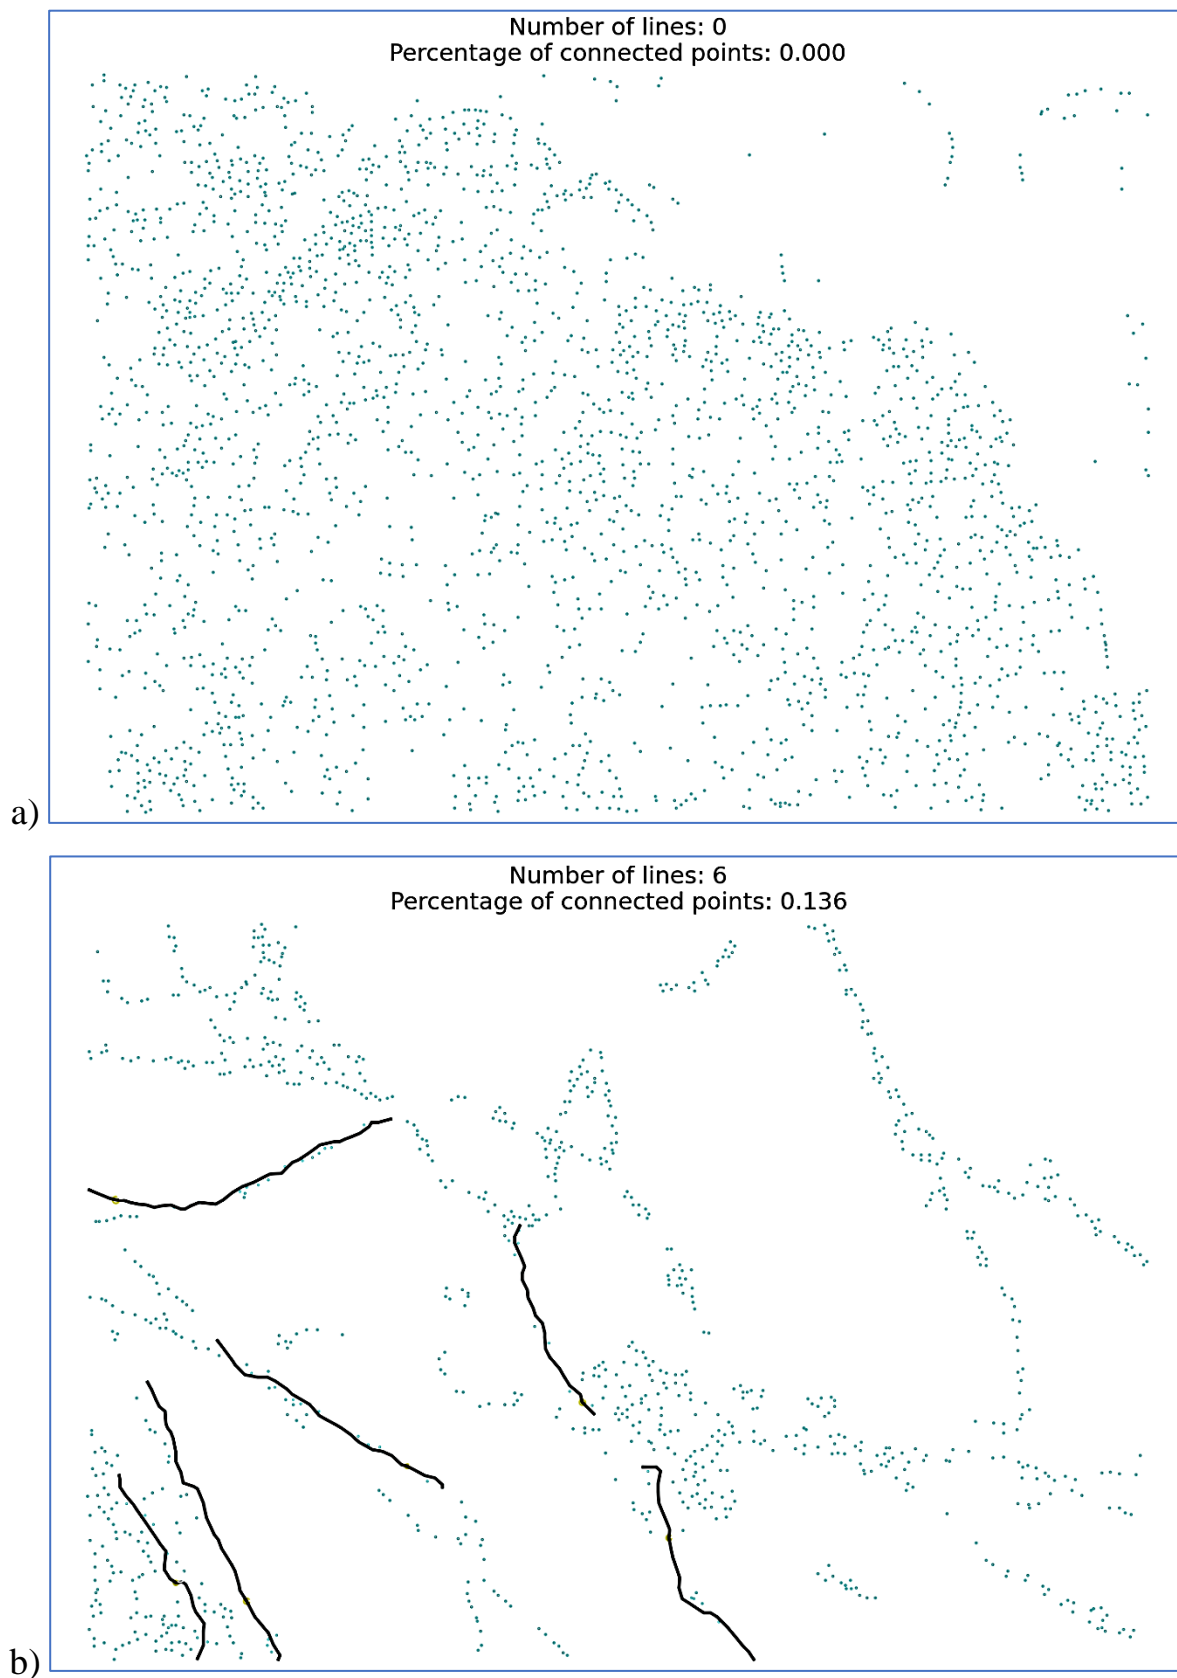 Number of lines: 0
Percentage of connected points: 0.000
a)
Number of lines: 6
Percentage of connected points: 0.136
b)